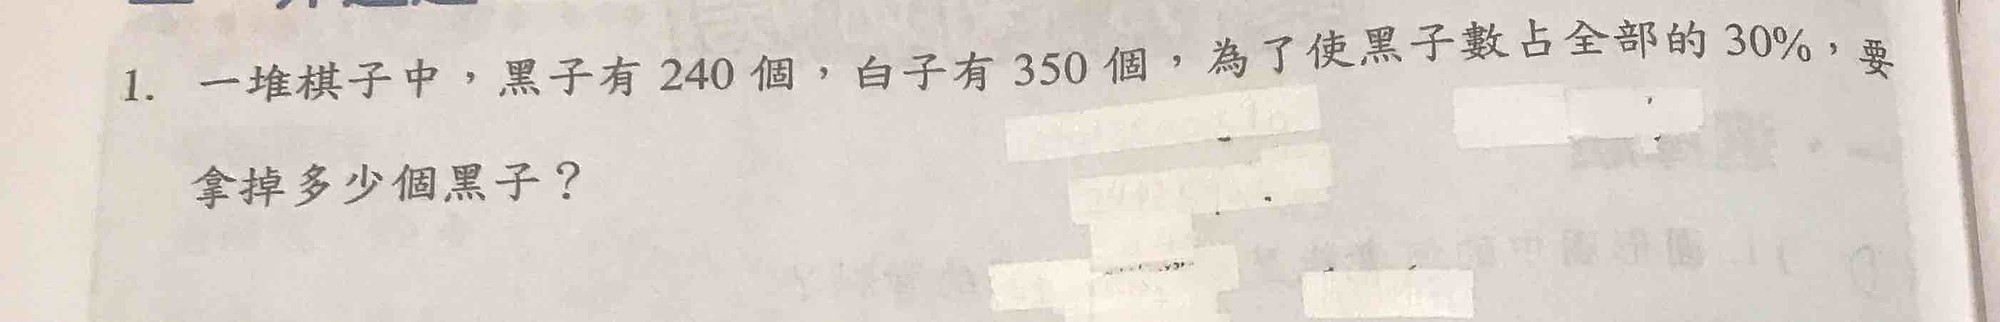 1. 一堆棋子中，黑子有 240 個，白子有 350 個，為了使黑子數占全部的 30%，要
拿掉多少個黑子？